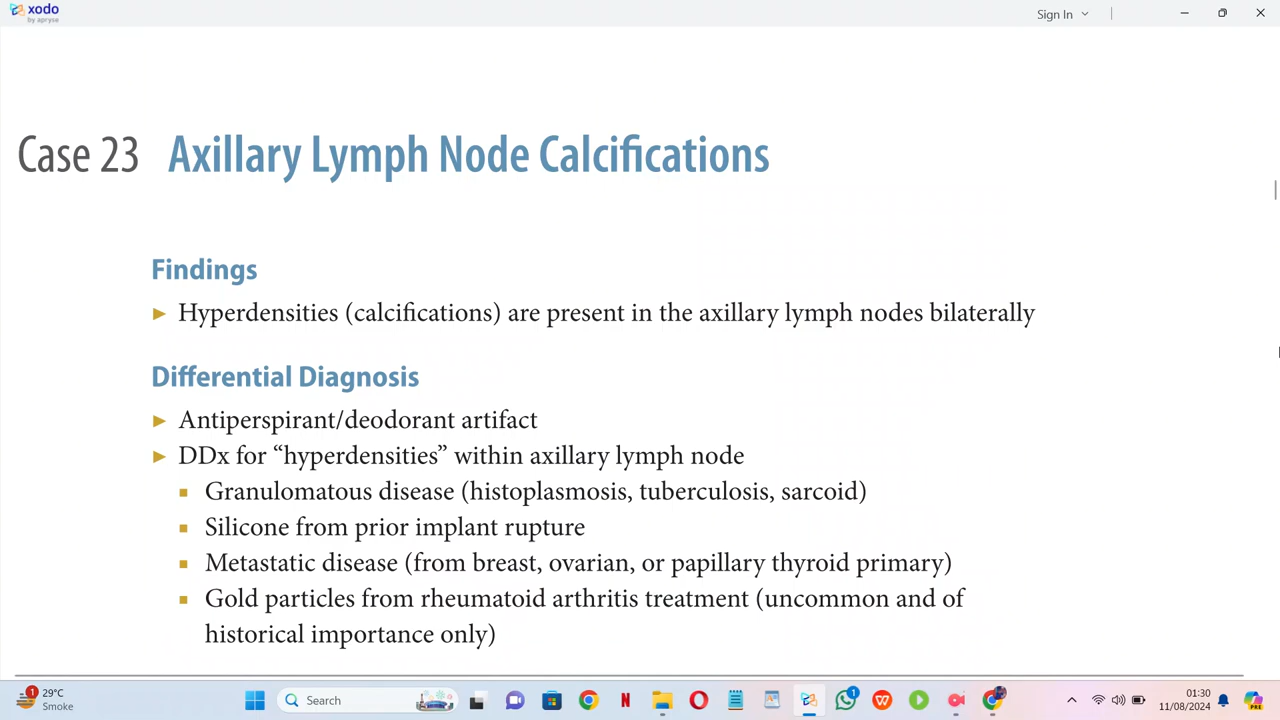 xodo
by apryse
Sign In
Case 23 Axillary Lymph Node Calcifications
Findings
► Hyperdensities (calcifications) are present in the axillary lymph nodes bilaterally
Differential Diagnosis
► Antiperspirant/deodorant artifact
► DDx for “hyperdensities” within axillary lymph node
■ Granulomatous disease (histoplasmosis, tuberculosis, sarcoid)
■ Silicone from prior implant rupture
■ Metastatic disease (from breast, ovarian, or papillary thyroid primary)
■ Gold particles from rheumatoid arthritis treatment (uncommon and of
historical importance only)
1
29°C
Smoke
Search
N
1
W
01:30
11/08/2024
PRE